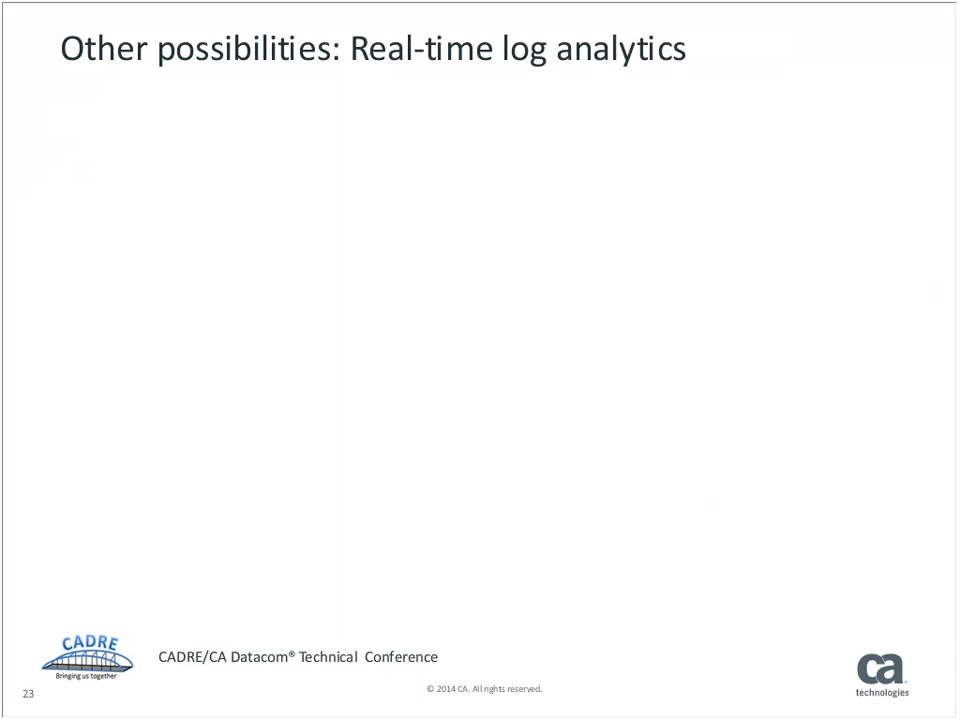 Other possibilities: Real-time log analytics
CADRE
Bringing us together
CADRE/CA Datacom® Technical Conference
23
© 2014 CA. All rights reserved.
ca
technologies